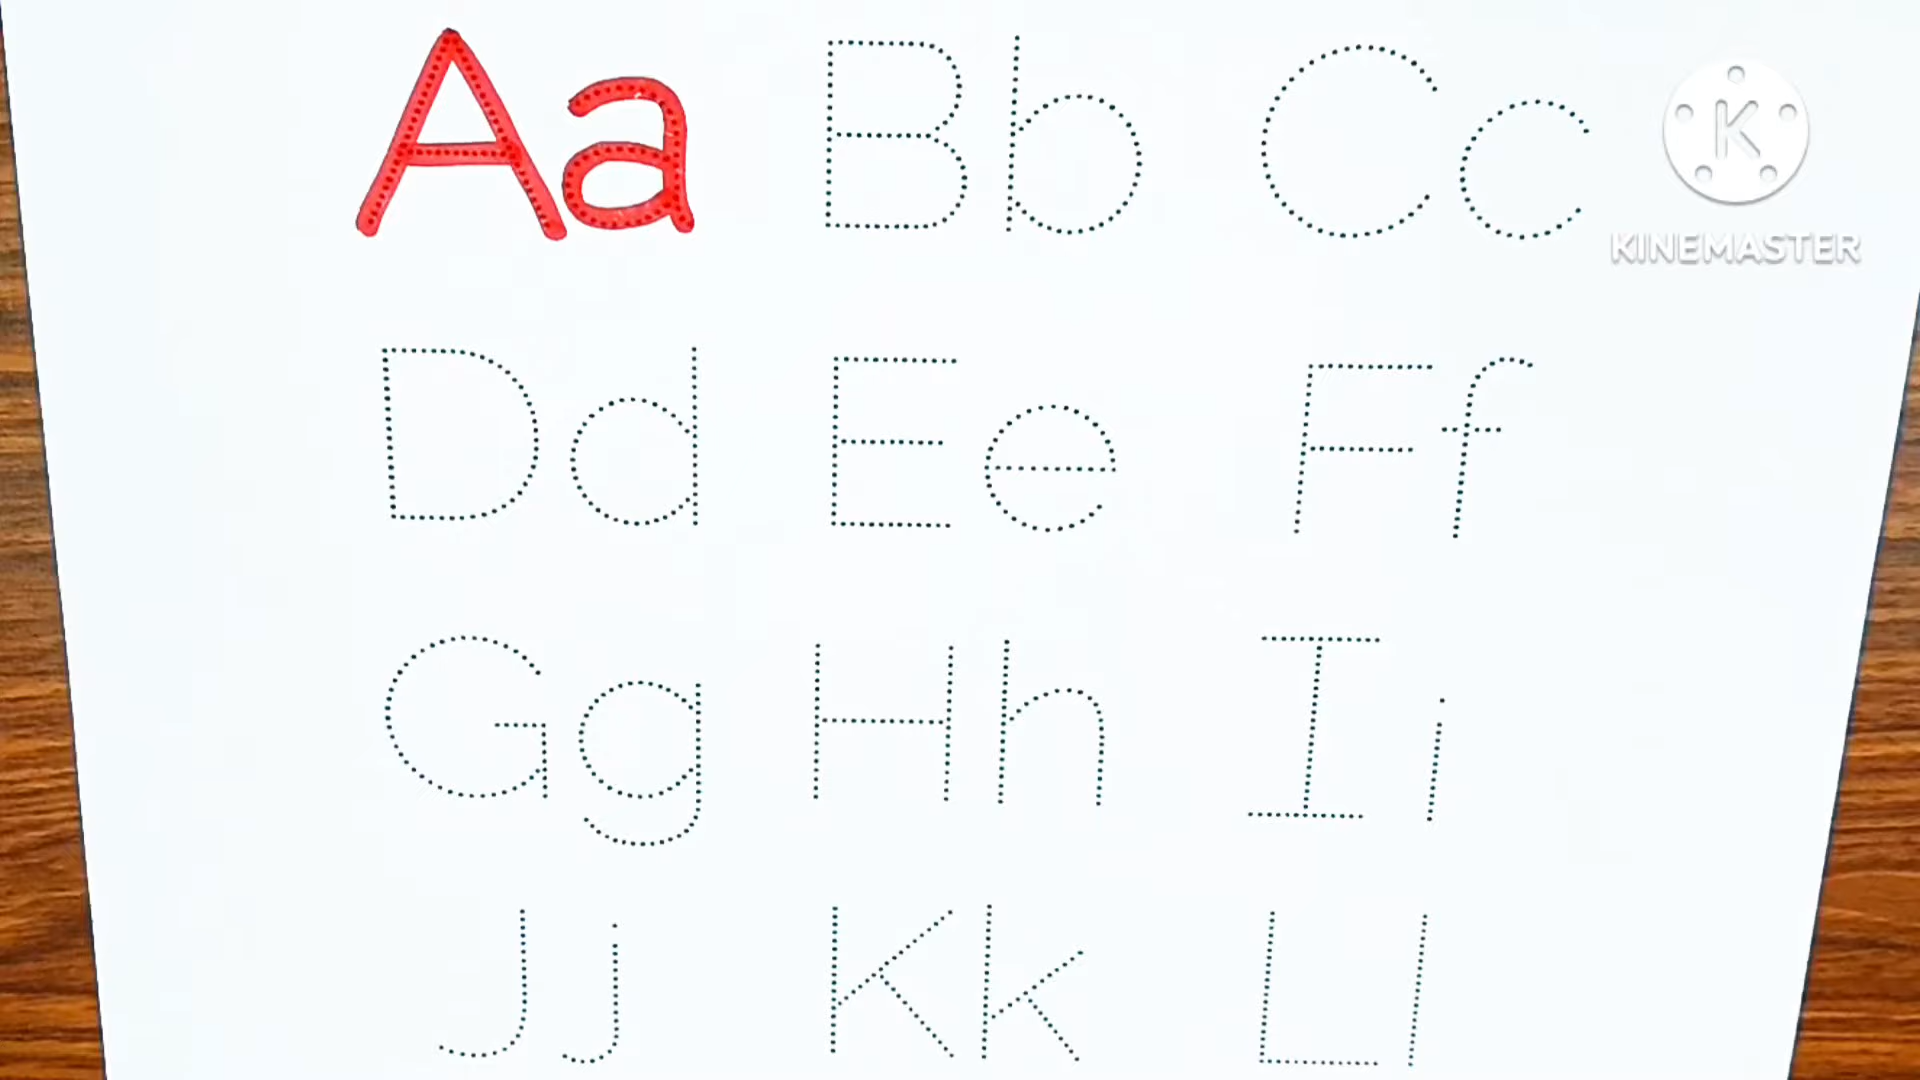 Aa Bb Cc
K
KINEMASTER
Dd Ee Ff
Gg Hh Ii
Jj Kk Ll